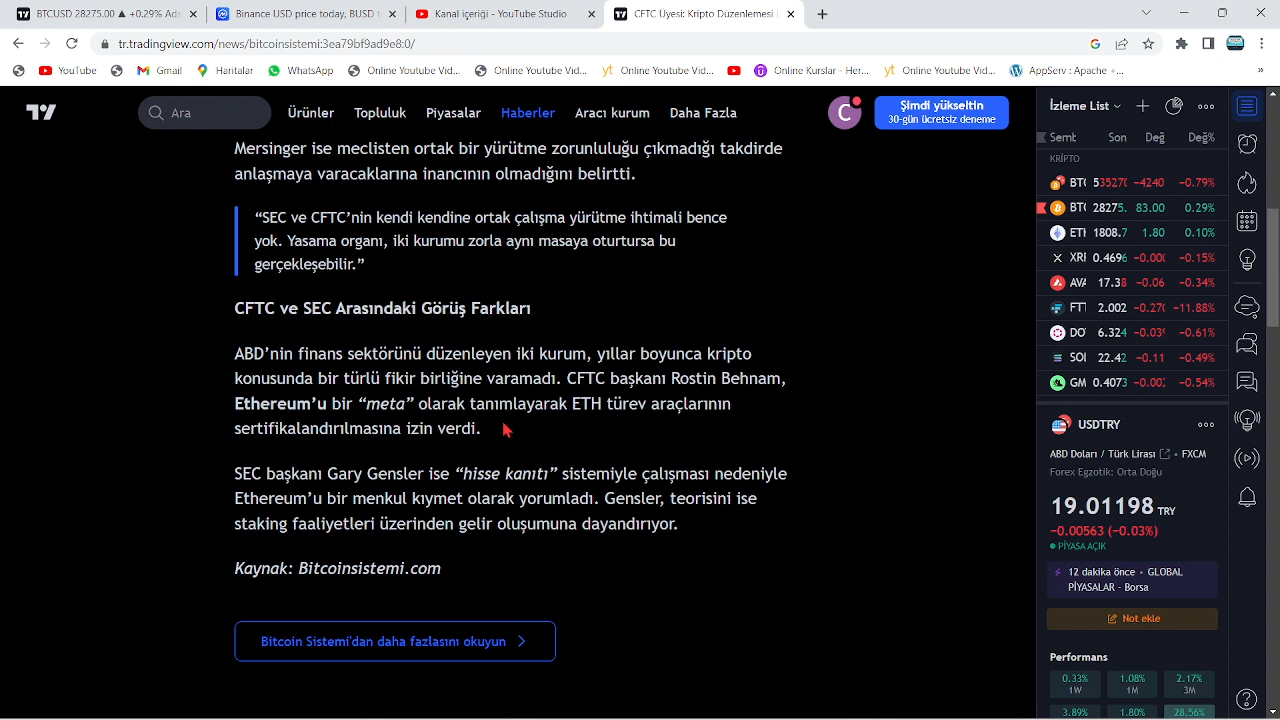 BTCUSD 28275.00 ▲ +0.29% Ads
Binance USD price today, BUSD t
Kanal içeriği - YouTube Studio
CFTC Üyesi: Kripto Düzenlemesi İ
tr.tradingview.com/news/bitcoinsistemi:3ea79bf9ad9e8:0/
YouTube
Gmail
Haritalar
WhatsApp
Online Youtube Vid...
Online Youtube Vid...
Online Youtube Vid...
Online Kurslar - Her...
Online Youtube Vid...
AppServ : Apache +...
»
Ara
Ürünler
Topluluk
Piyasalar
Haberler
Aracı kurum
Daha Fazla
C
Şimdi yükseltin
30-gün ücretsiz deneme
Mersinger ise meclisten ortak bir yürütme zorunluluğu çıkmadığı takdirde
anlaşmaya varacaklarına inancının olmadığını belirtti.
“SEC ve CFTC’nin kendi kendine ortak çalışma yürütme ihtimali bence
yok. Yasama organı, iki kurumu zorla aynı masaya oturtursa bu
gerçekleşebilir.”
CFTC ve SEC Arasındaki Görüş Farkları
ABD’nin finans sektörünü düzenleyen iki kurum, yıllar boyunca kripto
konusunda bir türlü fikir birliğine varamadı. CFTC başkanı Rostin Behnam,
Ethereum’u bir “meta” olarak tanımlayarak ETH türev araçlarının
sertifikalandırılmasına izin verdi.
SEC başkanı Gary Gensler ise “hisse kanıtı” sistemiyle çalışması nedeniyle
Ethereum’u bir menkul kıymet olarak yorumladı. Gensler, teorisini ise
staking faaliyetleri üzerinden gelir oluşumuna dayandırıyor.
Kaynak: Bitcoinsistemi.com
Bitcoin Sistemi'dan daha fazlasını okuyun
İzleme List
Semb Son Değ Değ%
KRİPTO
BTC 535270 -4240 -0.79%
BTC 28275. 83.00 0.29%
ETH 1808.7 1.80 0.10%
XRI 0.4696 -0.000 -0.15%
AVA 17.38 -0.06 -0.34%
FTT 2.002 -0.270 -11.88%
DO 6.324 -0.039 -0.61%
SOI 22.42 -0.11 -0.49%
GM 0.4073 -0.002 -0.54%
USDTRY
ABD Doları / Türk Lirası • FXCM
Forex Egzotik: Orta Doğu
19.01198 TRY
-0.00563 (-0.03%)
PİYASA AÇIK
12 dakika önce • GLOBAL
PİYASALAR - Borsa
Not ekle
Performans
0.33% 1.08% 2.17%
1W 1M 3M
3.89% 1.80% 28.56%